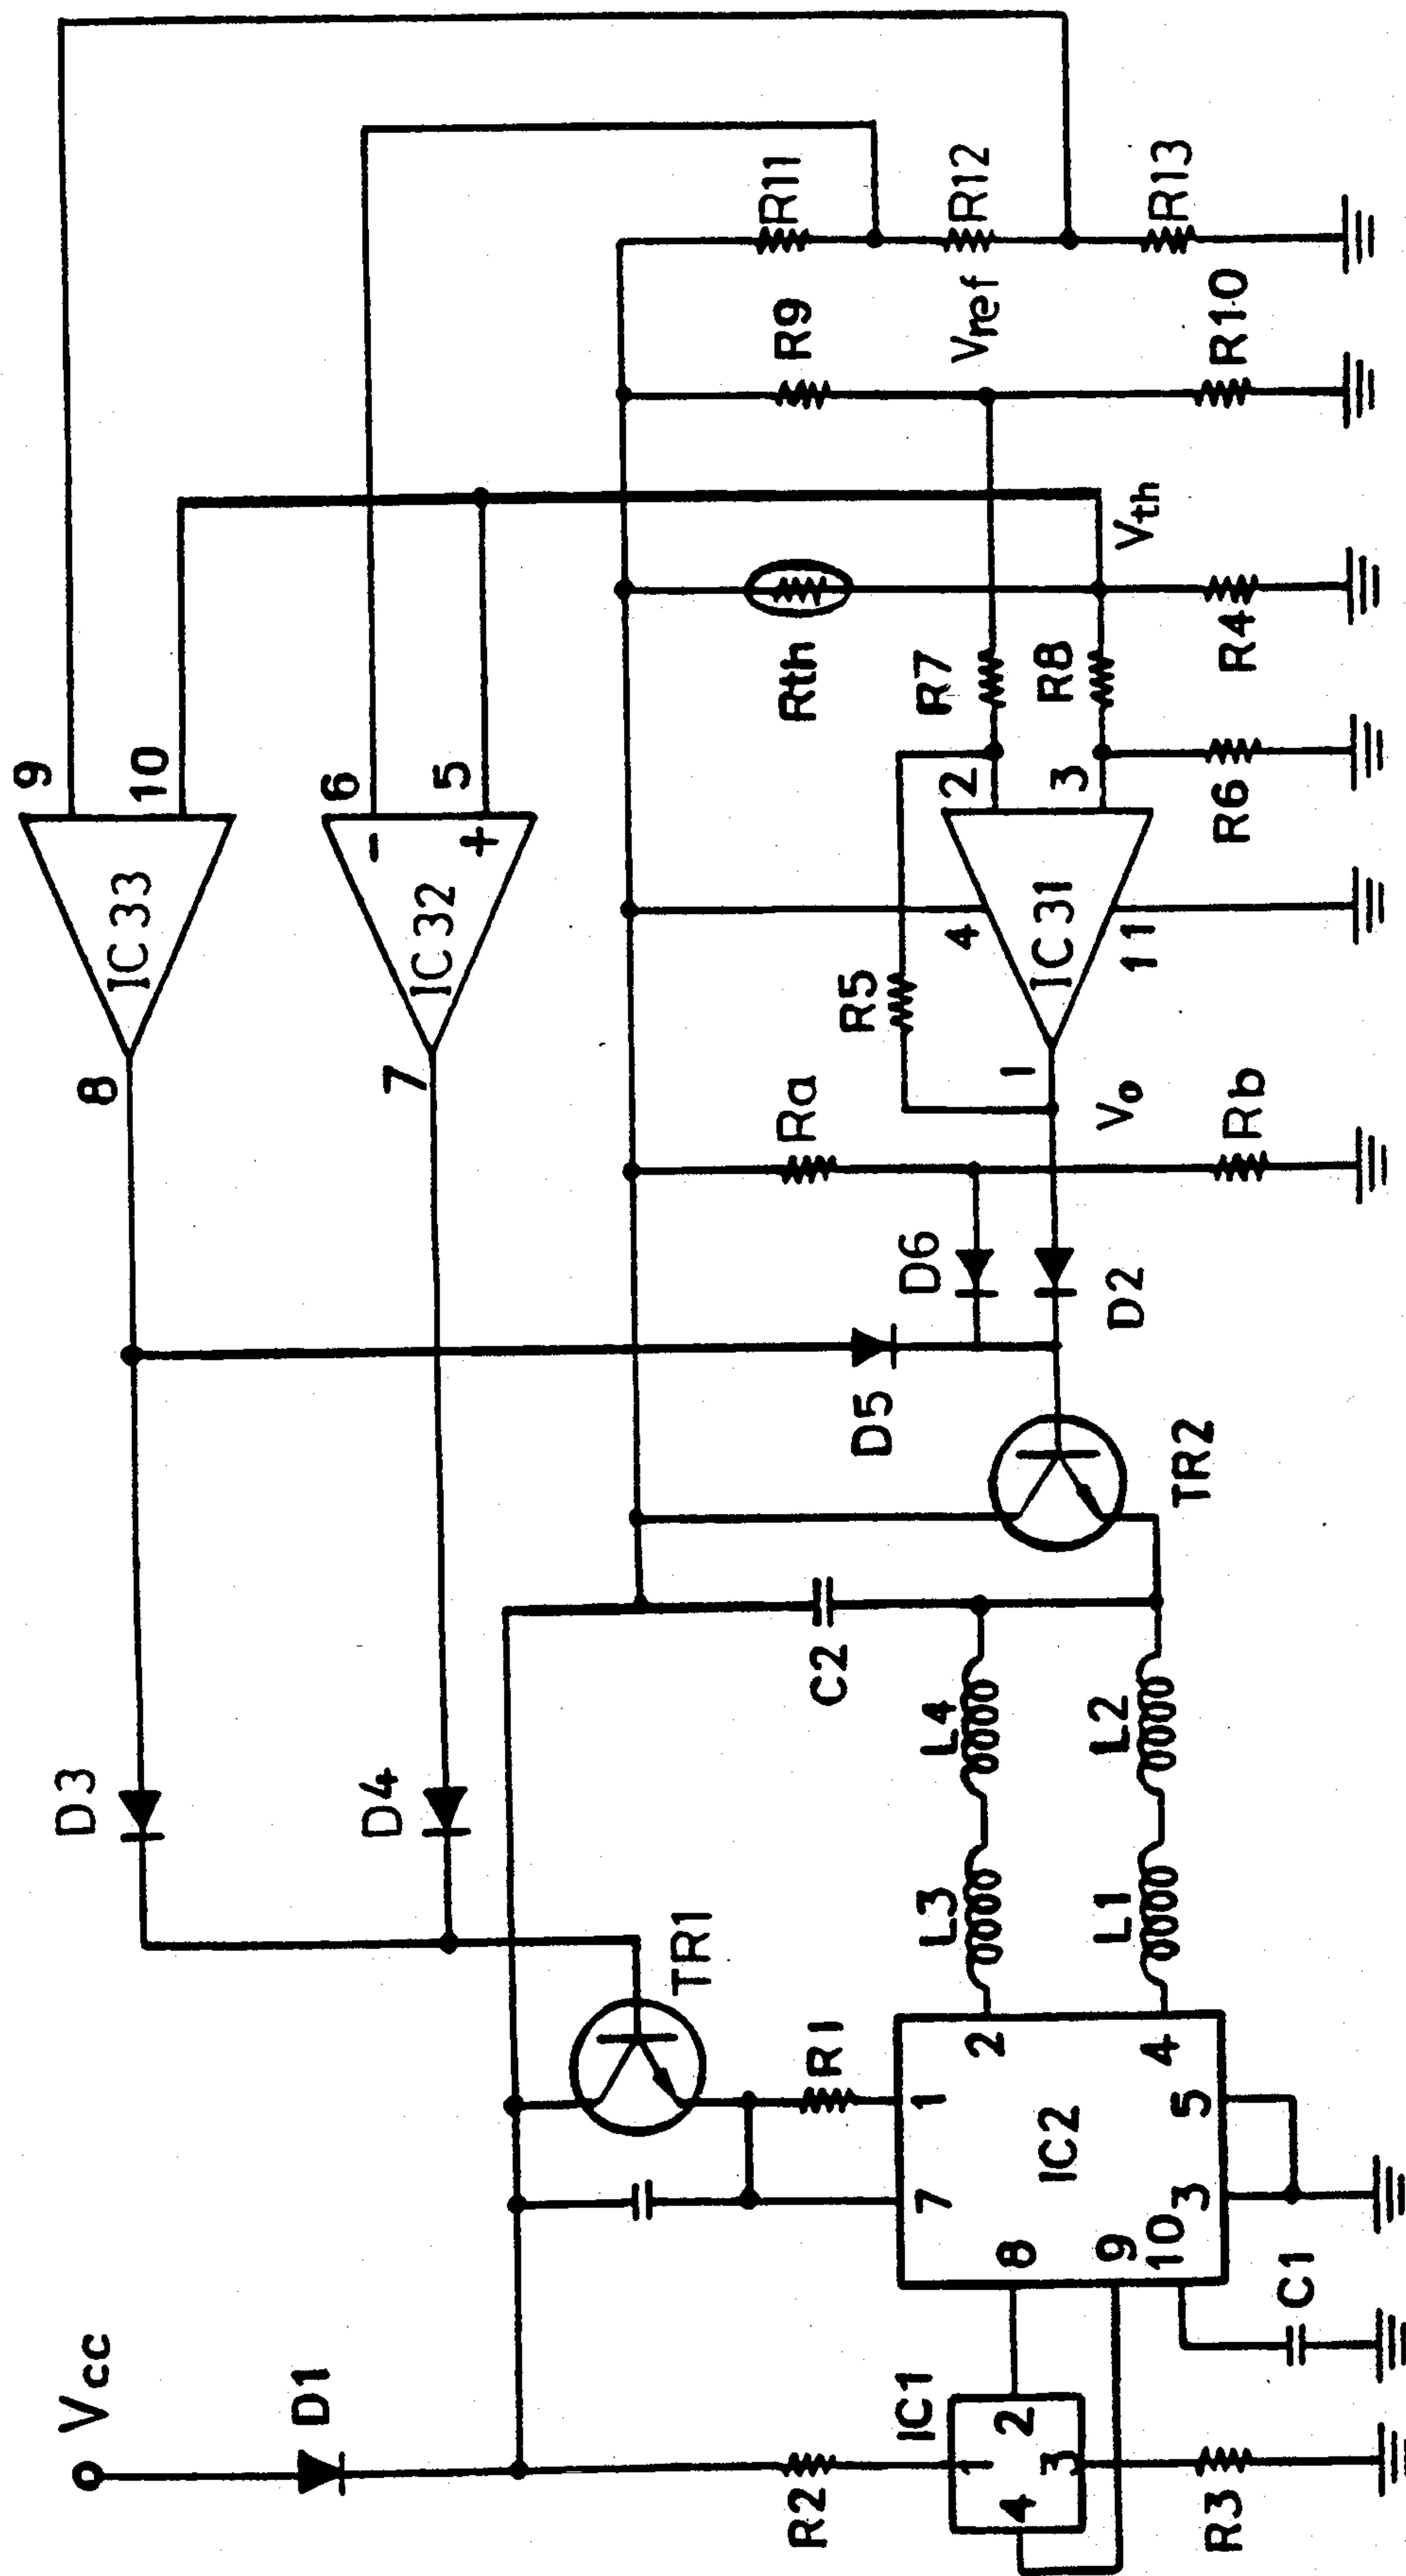 Vcc
D1
R2
IC1
1
2
3
4
R3
8
9
10
7
1
IC2
2
4
3
5
C1
R1
TR1
D3
D4
L3
L4
L1
L2
C2
TR2
D5
D6
D2
Ra
Rb
Vo
R5
1
IC31
4
11
2
3
R6
R7
R8
Rth
R4
Vth
R9
R10
Vref
R11
R12
R13
8
IC33
9
10
7
IC32
-
+
6
5